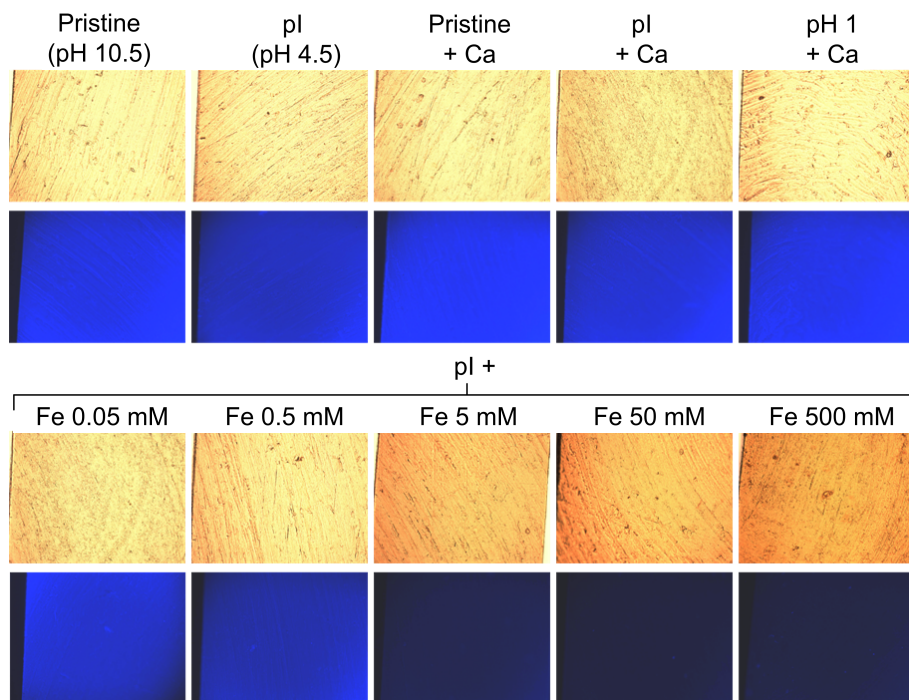 Pristine
(pH 10.5)
pI
(pH 4.5)
Pristine
+ Ca
pI
+ Ca
pH 1
+ Ca
pI +
Fe 0.05 mM
Fe 0.5 mM
Fe 5 mM
Fe 50 mM
Fe 500 mM